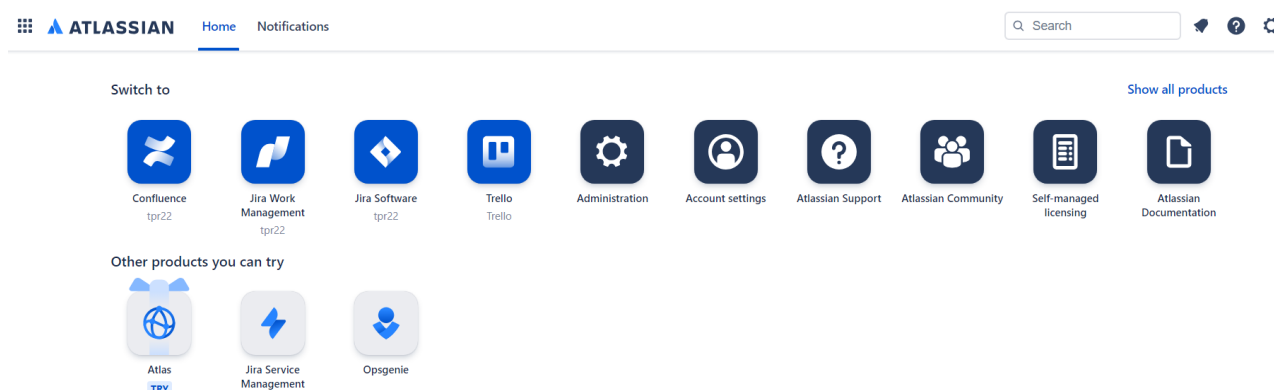 ATLASSIAN Home Notifications Search
Switch to Show all products
Confluence
tpr22
Jira Work
Management
tpr22
Jira Software
tpr22
Trello
Trello
Administration
Account settings
Atlassian Support
Atlassian Community
Self-managed
licensing
Atlassian
Documentation
Other products you can try
Atlas
TRY
Jira Service
Management
Opsgenie